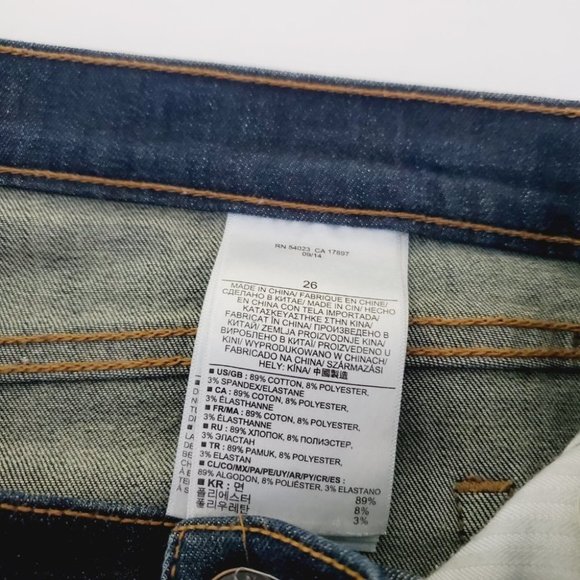 RN 54023 CA 17897
09/14
26
MADE IN CHINA/ FABRIQUE EN CHINE/
СДЕЛАНО В КИТАЕ/ MADE IN CIN/ HECHO
EN CHINA CON TELA IMPORTADA/
ΚΑΤΑΣΚΕΥΑΣΤΗΚΕ ΣΤΗΝ ΚΙΝΑ/
FABRICAT ÎN CHINA/ ПРОИЗВЕДЕНО В
КИТАЙ/ ZEMLJA PROIZVODNJE KINA/
KINI/ WYPRODUKOWANO W CHINACH/
FABRICADO NA CHINA/ SZÁRMAZÁSI
HELY: KÍNA/ 中國製造
■ US/GB : 89% COTTON, 8% POLYESTER,
3% SPANDEX/ELASTANE
■ CA : 89% COTTON, 8% POLYESTER,
3% ÉLASTHANNE
■ FR/MA : 89% COTON, 8% POLYESTER,
3% ÉLASTHANNE
■ RU : 89% ХЛОПОК, 8% ПОЛИЭСТЕР,
3% ЭЛАСТАН
■ TR : 89% PAMUK, 8% POLYESTER,
3% ELASTAN
■ CL/CO/MX/PA/PE/UY/AR/PY/CR/ES :
89% ALGODON, 8% POLIÉSTER, 3% ELASTANO
■ KR : 면 89%
폴리에스터 8%
폴리우레탄 3%